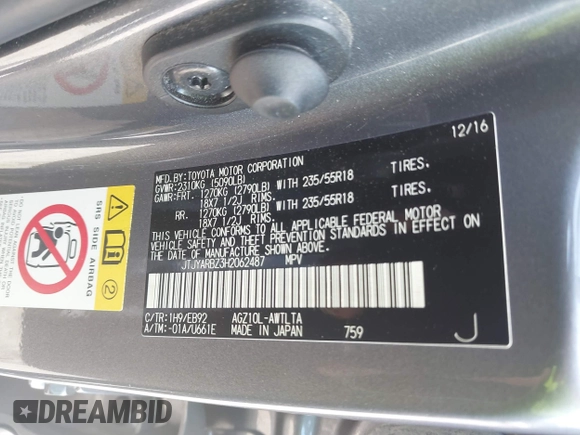 12/16
MFD.BY:TOYOTA MOTOR CORPORATION
GVWR:2310KG (5090LB)
GAWR:FRT. 1270KG (2790LB) WITH 235/55R18 TIRES.
18X7 1/2J RIMS.
RR. 1270KG (2790LB) WITH 235/55R18 TIRES.
18X7 1/2J RIMS.
THIS VEHICLE CONFORMS TO ALL APPLICABLE FEDERAL MOTOR
VEHICLE SAFETY AND THEFT PREVENTION STANDARDS IN EFFECT
ON THE DATE OF MANUFACTURE SHOWN ABOVE.
JTJYARBZ3H2062487 MPV
C/TR:1H9/EB92 AGZ10L-AWTLTA
A/TM:-01A/U661E MADE IN JAPAN 759 J
SRS SIDE AIRBAG
2
DREAMBID